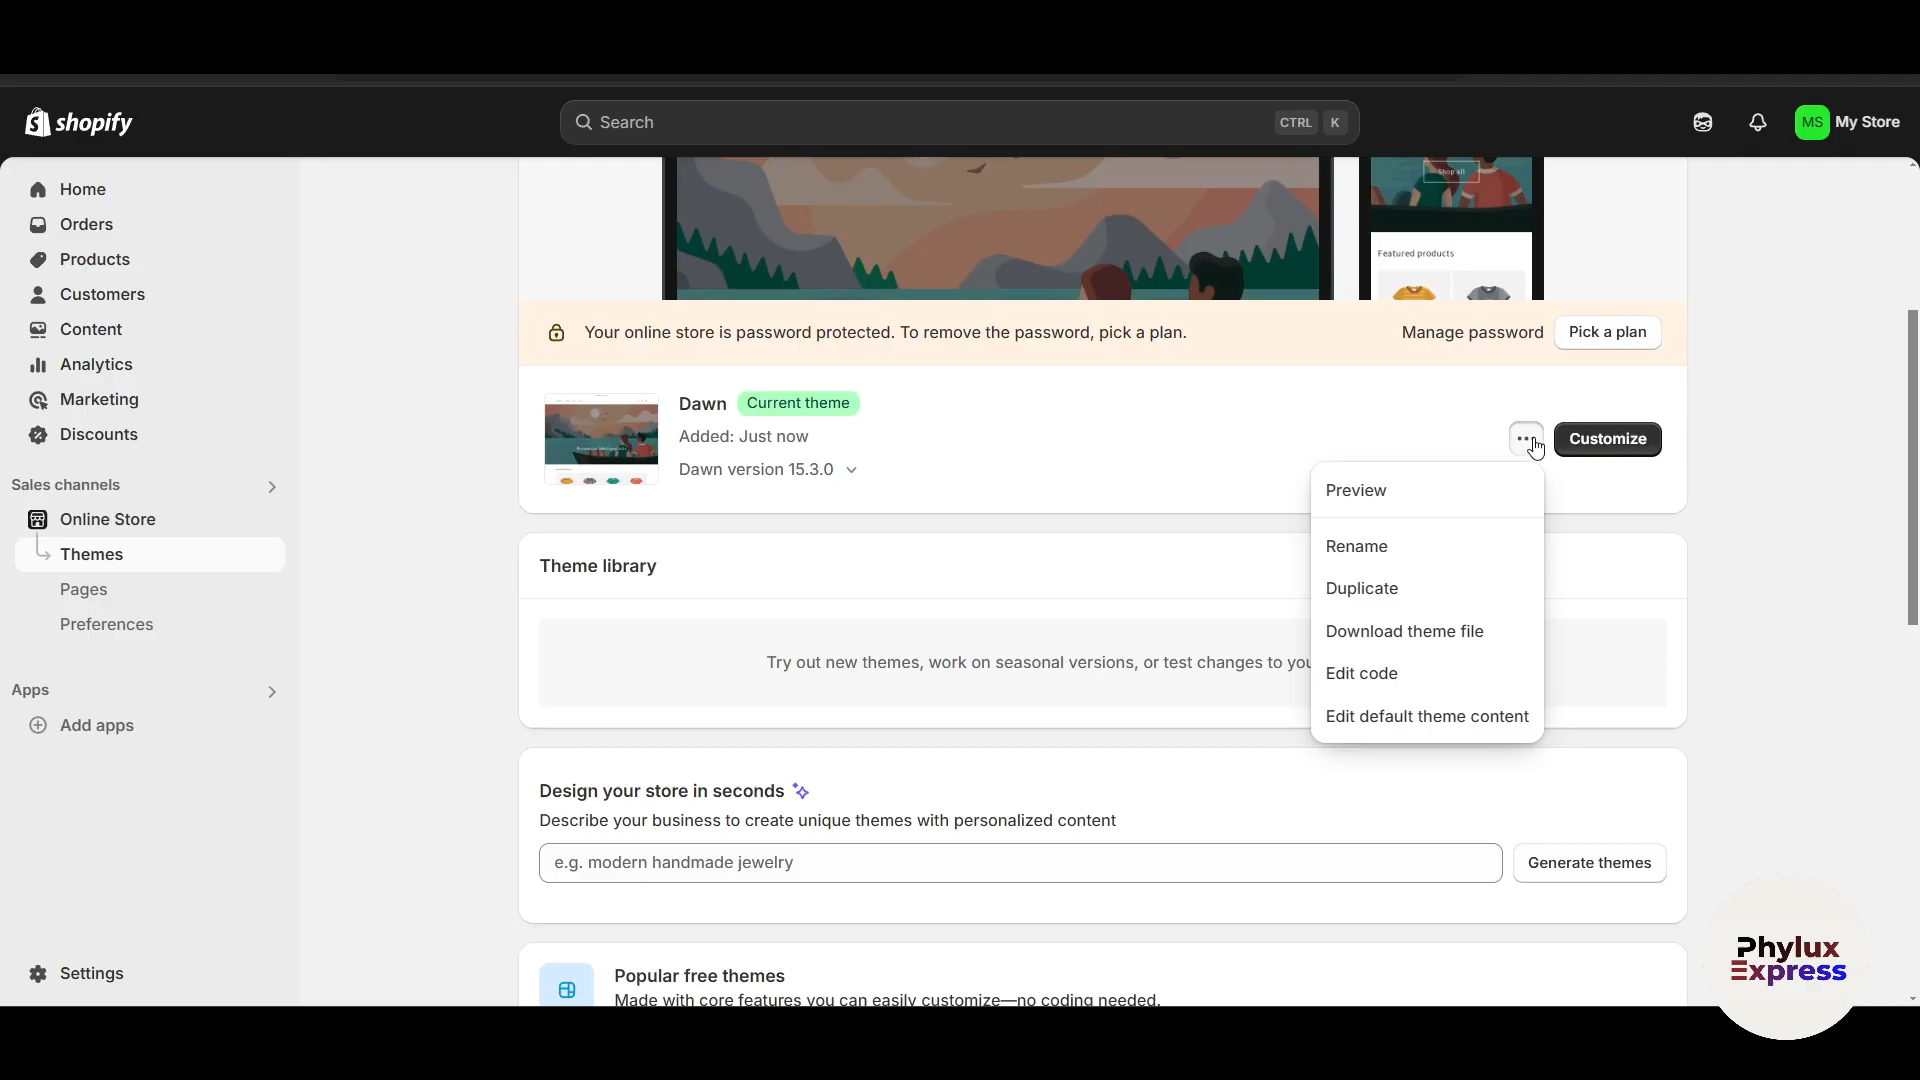 shopify
Search
CTRL K
MS My Store
Home
Orders
Products
Customers
Content
Analytics
Marketing
Discounts
Sales channels
Online Store
Themes
Pages
Preferences
Apps
Add apps
Settings
Shop all
Featured products
Your online store is password protected. To remove the password, pick a plan.
Manage password
Pick a plan
Dawn
Current theme
Added: Just now
Dawn version 15.3.0
Customize
Preview
Rename
Duplicate
Download theme file
Edit code
Edit default theme content
Theme library
Try out new themes, work on seasonal versions, or test changes to you
Design your store in seconds
Describe your business to create unique themes with personalized content
e.g. modern handmade jewelry
Generate themes
Popular free themes
Made with core features you can easily customize—no coding needed.
Phylux
Express